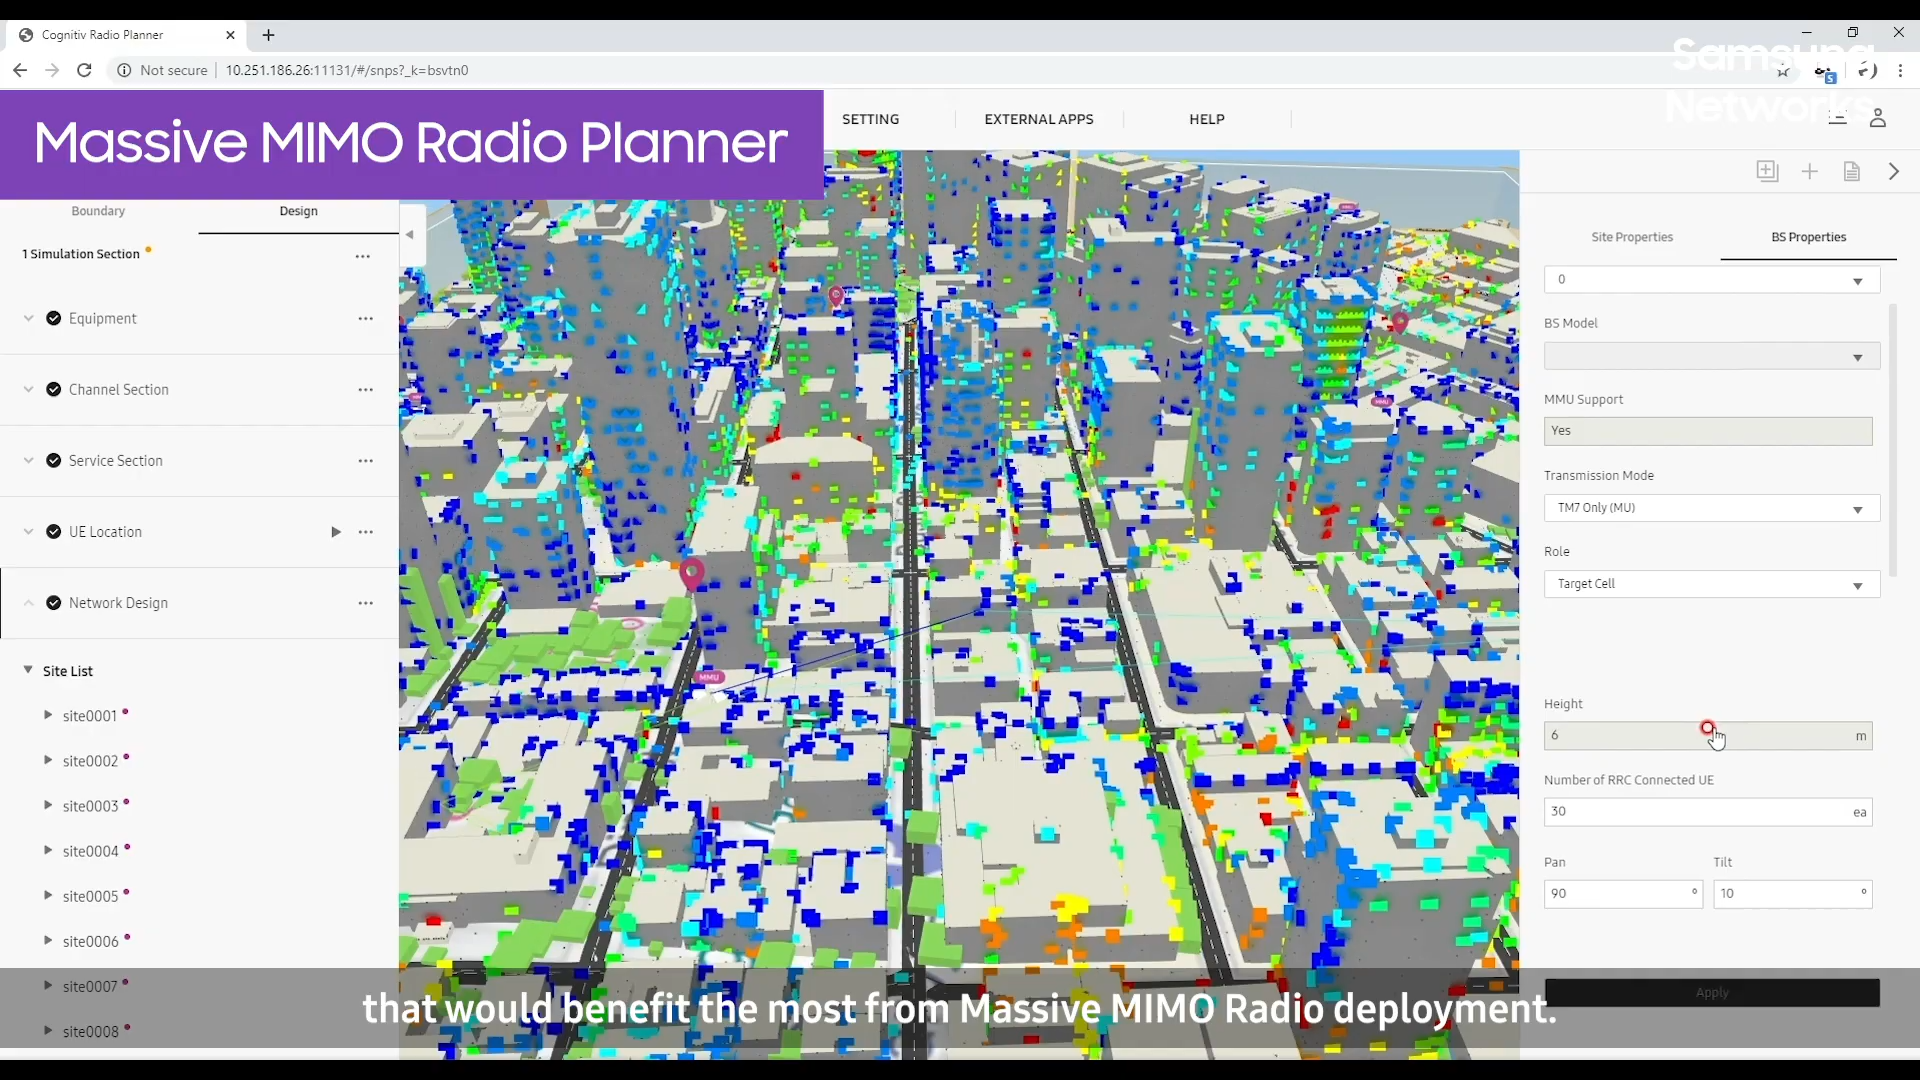 Cognitiv Radio Planner
Not secure
10.251.186.26:11131/#/snps?_k=bsvtn0
Samsung
Networks
Massive MIMO Radio Planner
SETTING
EXTERNAL APPS
HELP
Boundary
Design
1 Simulation Section
Equipment
Channel Section
Service Section
UE Location
Network Design
Site List
site0001
site0002
site0003
site0004
site0005
site0006
site0007
site0008
MMU
MMU
Site Properties
BS Properties
0
BS Model
MMU Support
Yes
Transmission Mode
TM7 Only (MU)
Role
Target Cell
Height
6 m
Number of RRC Connected UE
30 ea
Pan
Tilt
90 °
10 °
Apply
that would benefit the most from Massive MIMO Radio deployment.